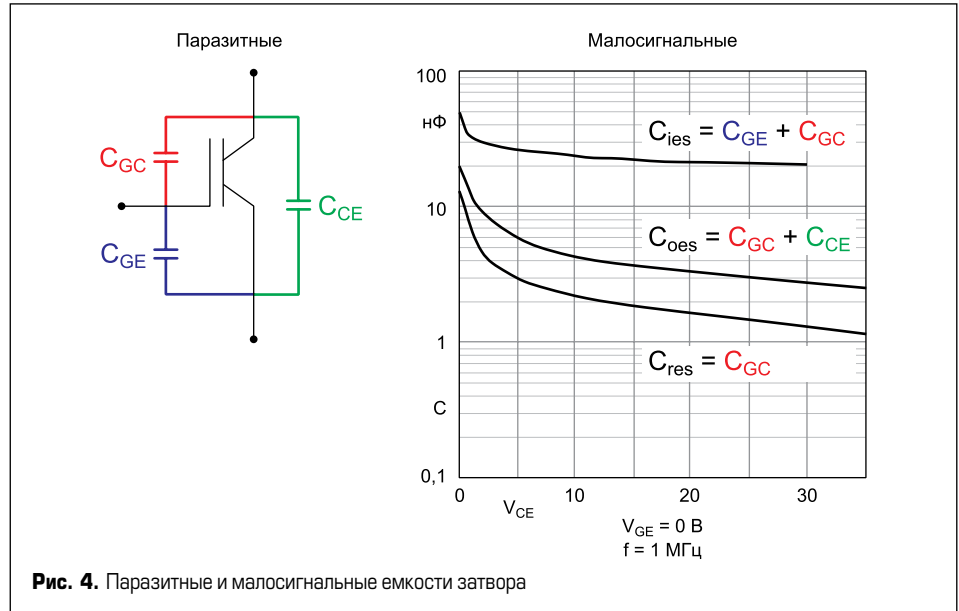 Паразитные
C_GC
C_GE
C_CE
Малосигнальные
100
нФ
10
1
C
0,1
C_ies = C_GE + C_GC
C_oes = C_GC + C_CE
C_res = C_GC
0
10
20
30
V_CE
V_GE = 0 В
f = 1 МГц
Рис. 4. Паразитные и малосигнальные емкости затвора